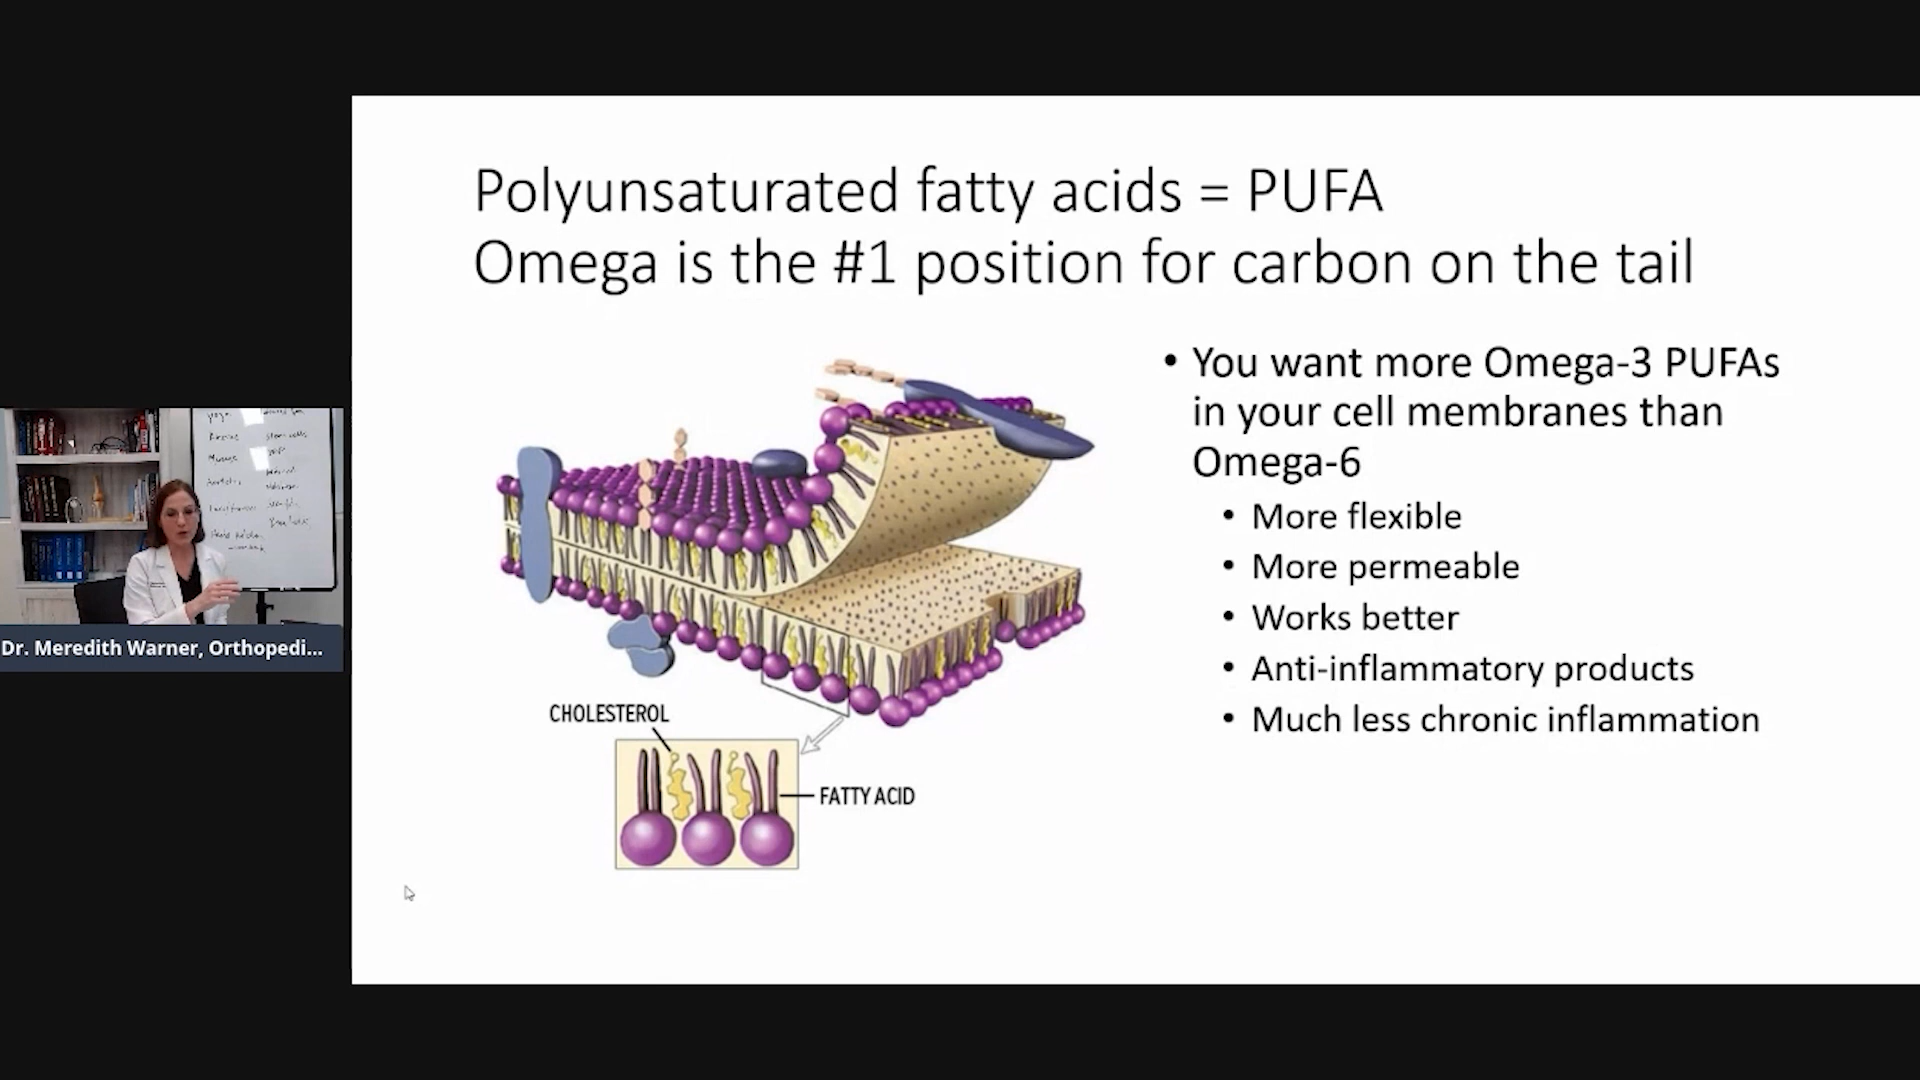 Polyunsaturated fatty acids = PUFA
Omega is the #1 position for carbon on the tail
• You want more Omega-3 PUFAs
in your cell membranes than
Omega-6
• More flexible
• More permeable
• Works better
• Anti-inflammatory products
• Much less chronic inflammation
CHOLESTEROL
FATTY ACID
Dr. Meredith Warner, Orthopedi...